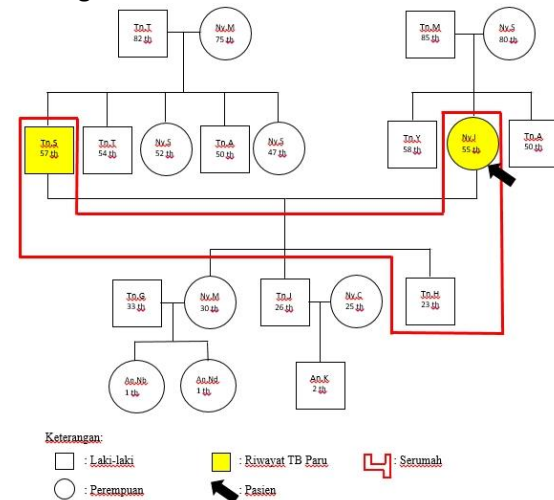 Tn.T
82 th
Ny.M
75 th
Tn.M
85 th
Ny.S
80 th
Tn.S
57 th
Tn.T
54 th
Ny.S
52 th
Tn.A
50 th
Ny.S
47 th
Tn.Y
58 th
Ny.I
55 th
Tn.A
50 th
Tn.G
33 th
Ny.M
30 th
Tn.I
26 th
Ny.C
25 th
Tn.H
23 th
An.Nb
1 th
An.Nd
1 th
An.K
2 th
Keterangan:
: Laki-laki
: Riwayat TB Paru
: Serumah
: Perempuan
: Pasien